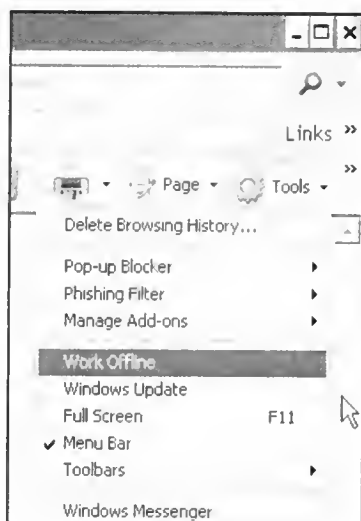 Links »
»
Page Tools
Delete Browsing History...
Pop-up Blocker
Phishing Filter
Manage Add-ons
Work Offline
Windows Update
Full Screen F11
Menu Bar
Toolbars
Windows Messenger